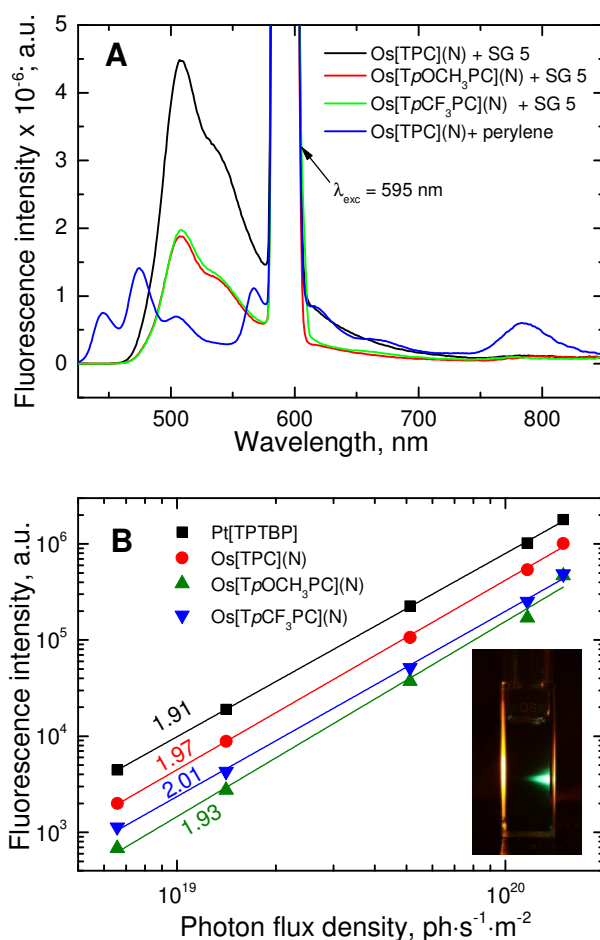 A
Os[TPC](N) + SG 5
Os[TpOCH₃PC](N) + SG 5
Os[TpCF₃PC](N) + SG 5
Os[TPC](N)+ perylene
λexc = 595 nm
Fluorescence intensity x 10⁻⁶; a.u.
5
4
3
2
1
0
500 600 700 800
Wavelength, nm
B
Pt[TPTBP]
Os[TPC](N)
Os[TpOCH₃PC](N)
Os[TpCF₃PC](N)
Fluorescence intensity, a.u.
10⁶
10⁵
10⁴
10³
1.91
1.97
2.01
1.93
QS
10¹⁹ 10²⁰
Photon flux density, ph·s⁻¹·m⁻²